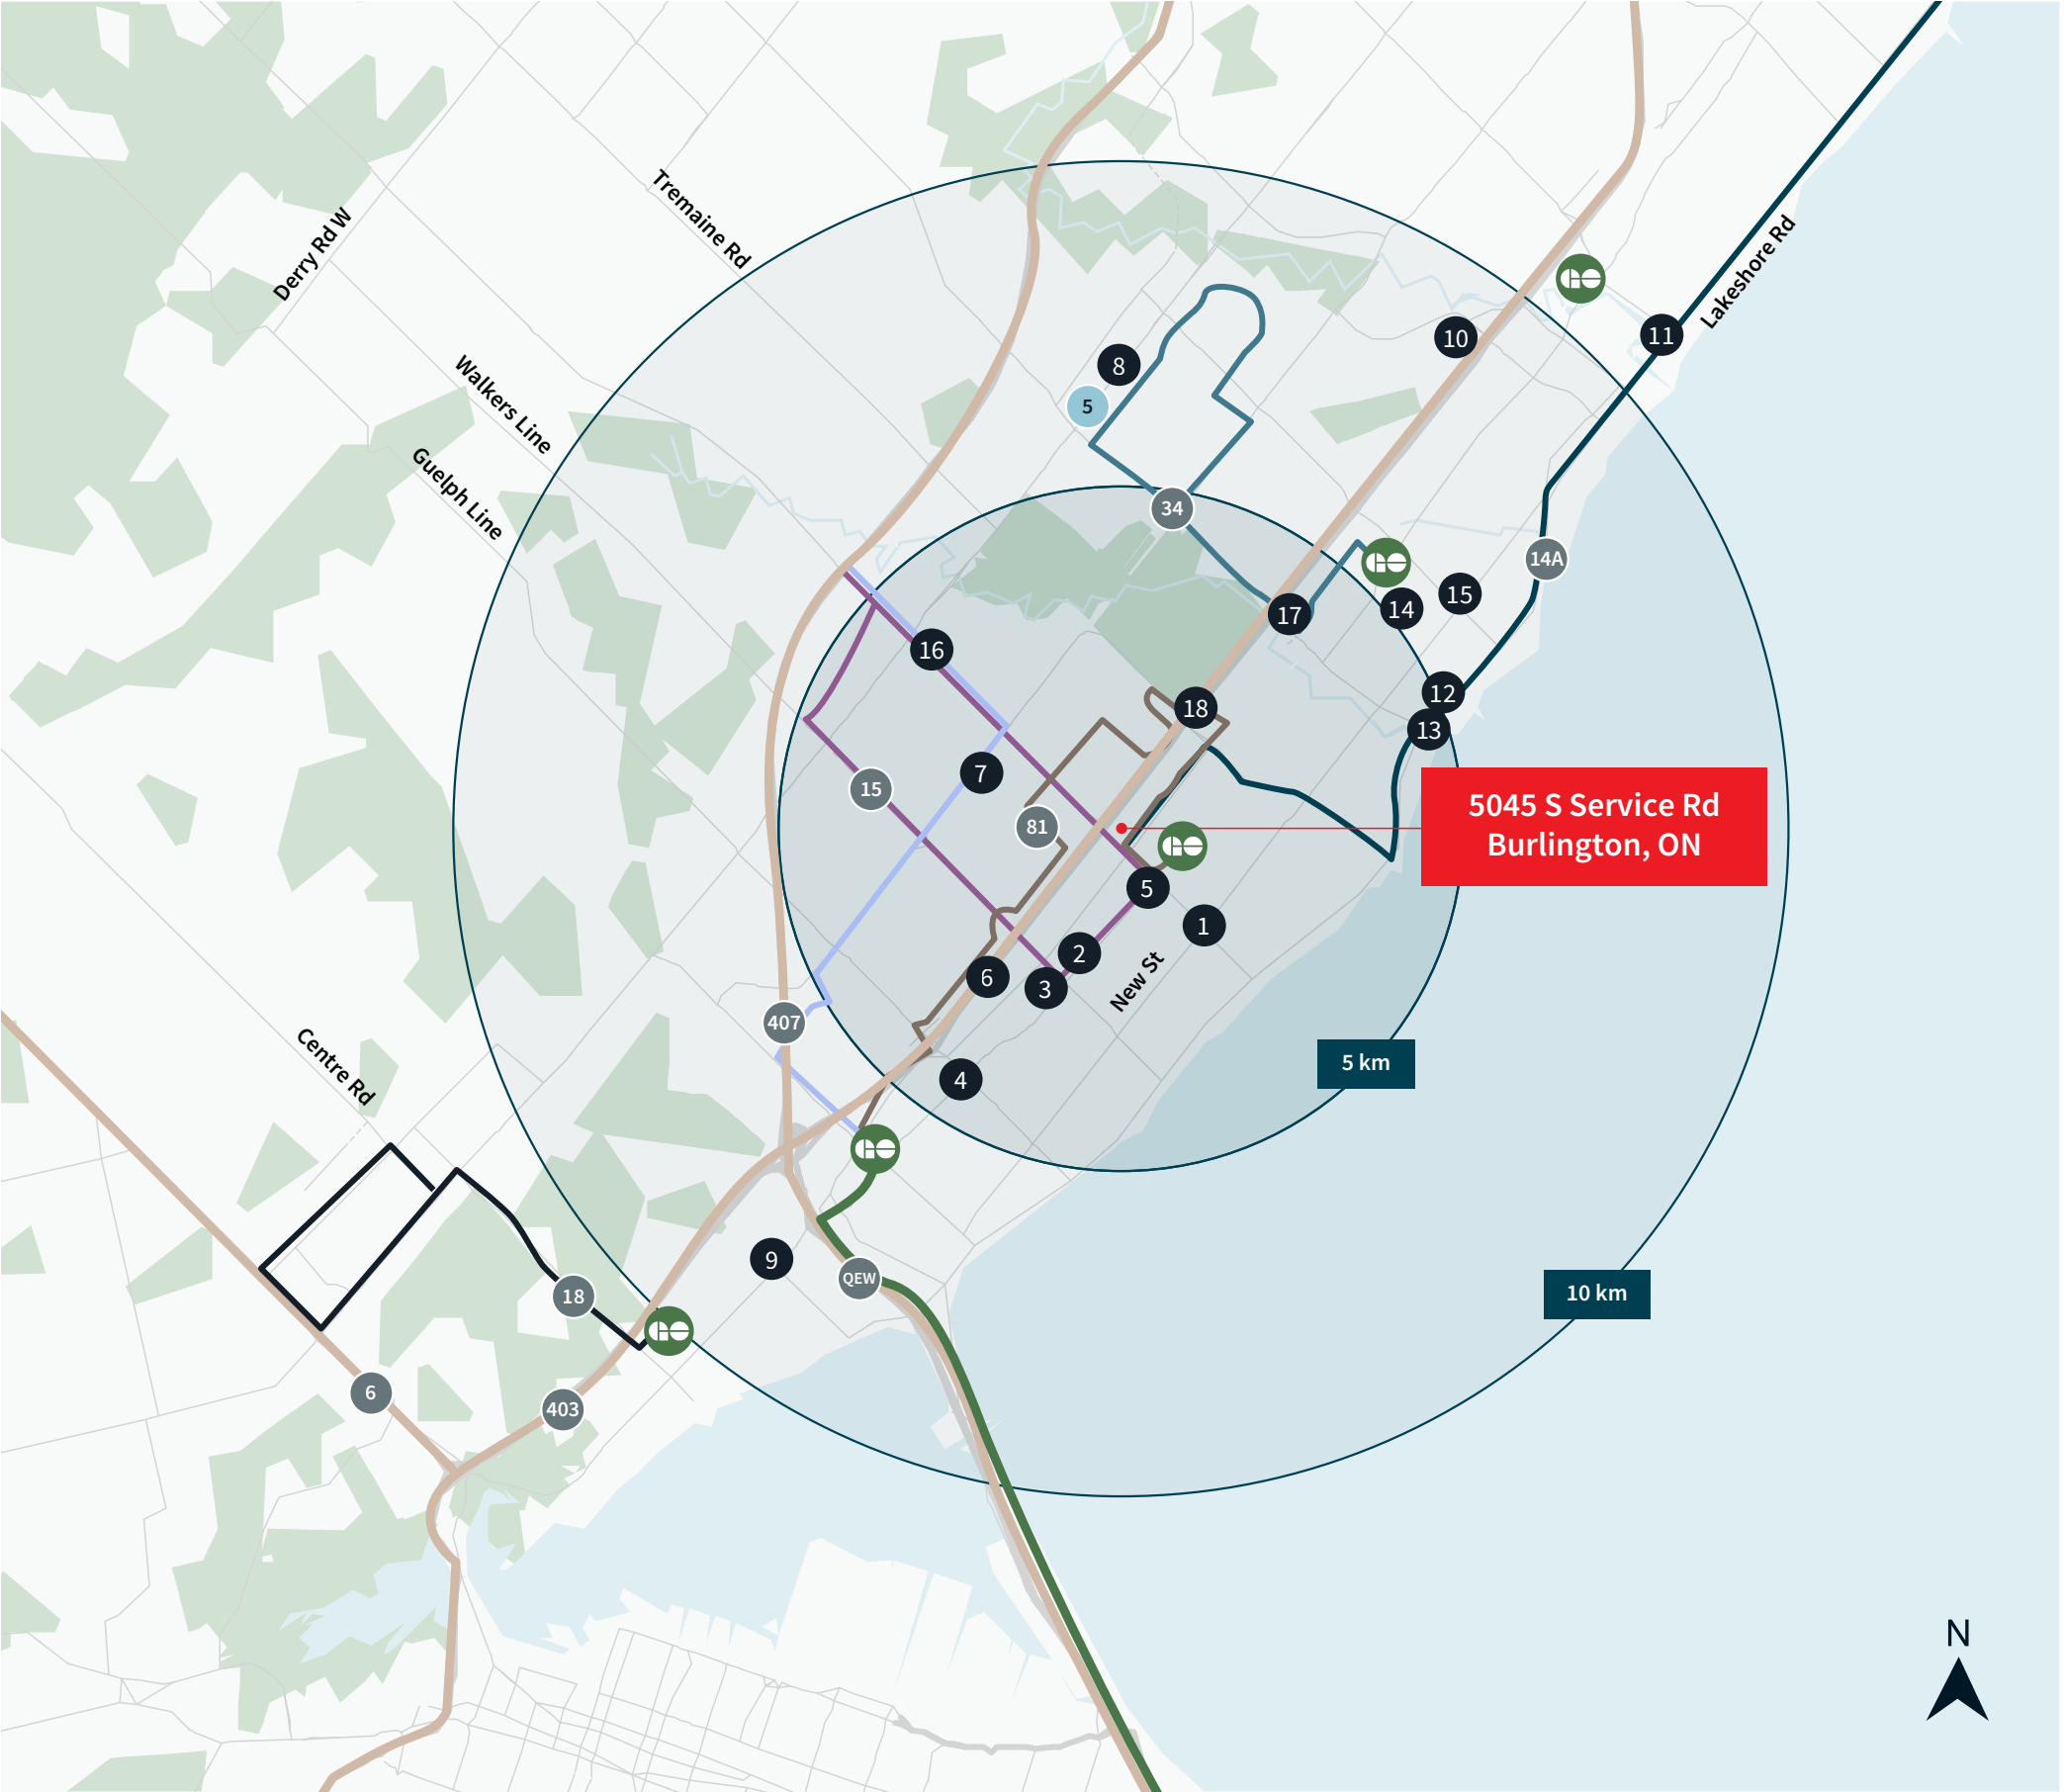 Tremaine Rd
Derry Rd W
Lakeshore Rd
11
10
8
5
Walkers Line
Guelph Line
34
14A
15
14
17
16
12
18
13
7
15
81
5045 S Service Rd
Burlington, ON
5
1
2
6
3
New St
407
5 km
Centre Rd
4
9
QEW
10 km
18
6
403
N